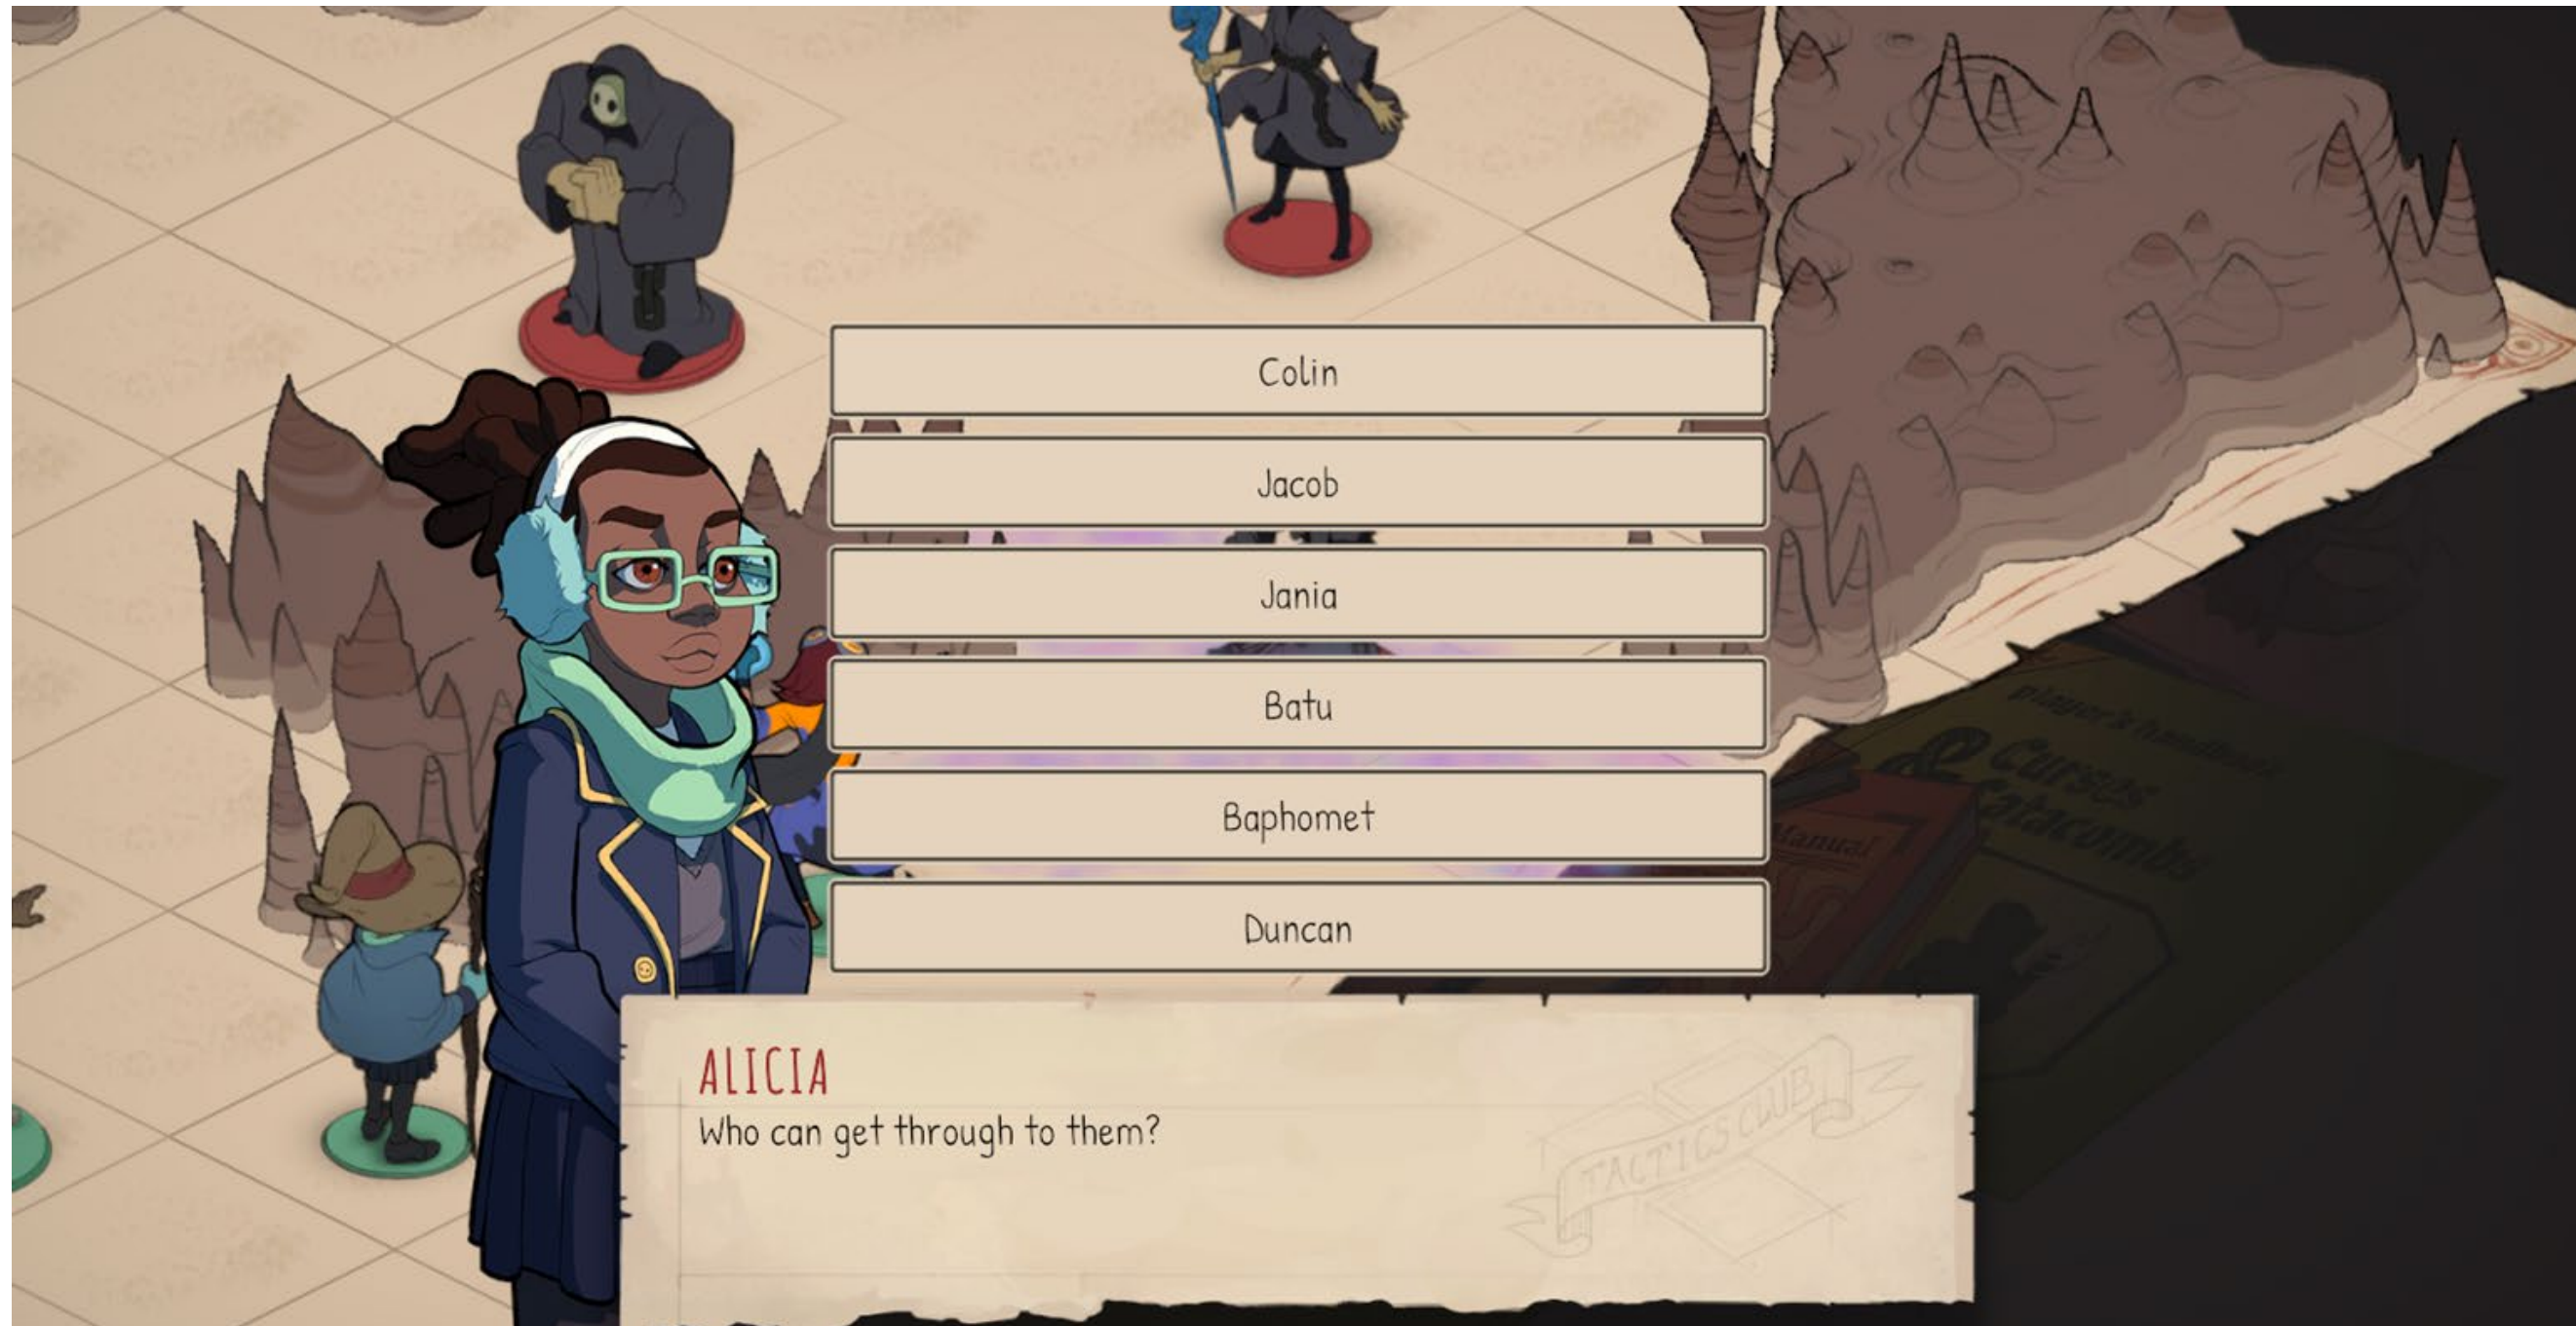 Colin
Jacob
Jania
Batu
Baphomet
Duncan
player's handbook
&
Curses
Catacombs
Manual
ALICIA
Who can get through to them?
TACTICS CLUB